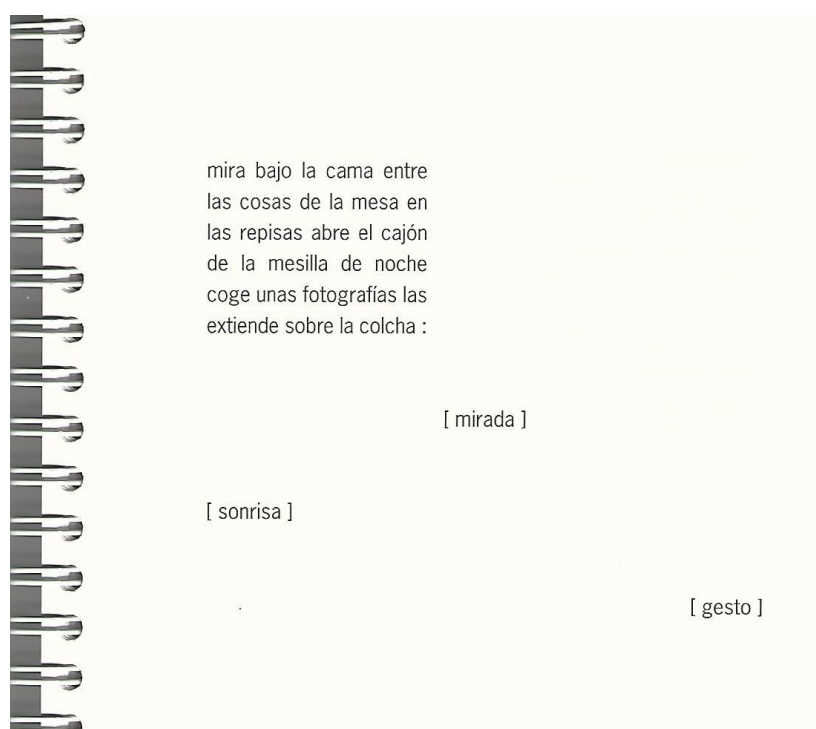 mira bajo la cama entre
las cosas de la mesa en
las repisas abre el cajón
de la mesilla de noche
coge unas fotografías las
extiende sobre la colcha :
[ mirada ]
[ sonrisa ]
[ gesto ]